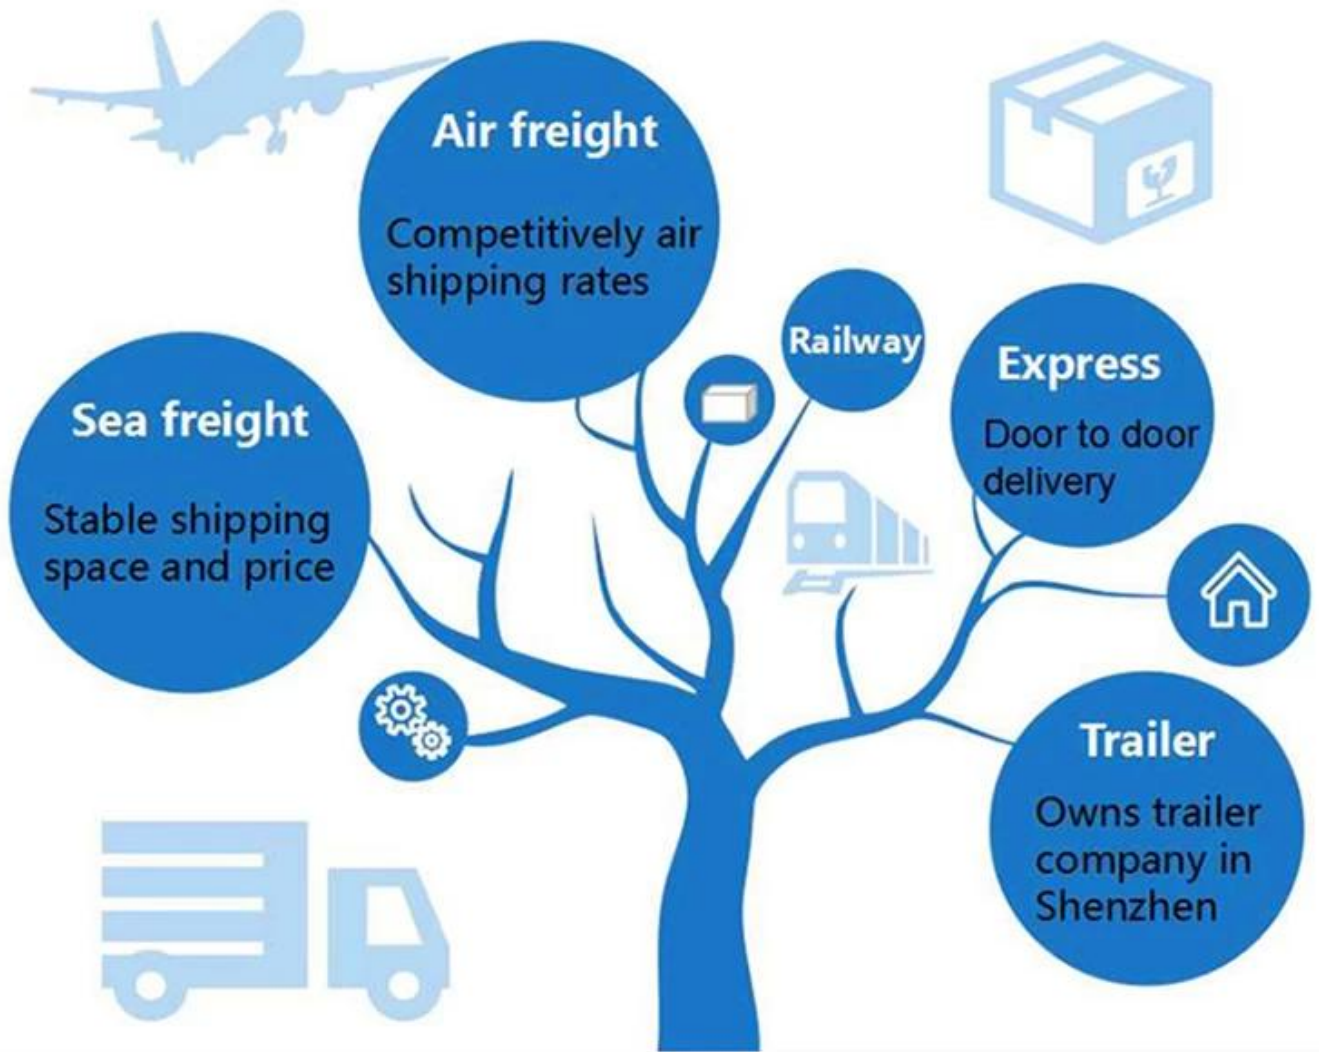 Air freight
Competitively air
shipping rates
Railway
Express
Door to door
delivery
Sea freight
Stable shipping
space and price
Trailer
Owns trailer
company in
Shenzhen